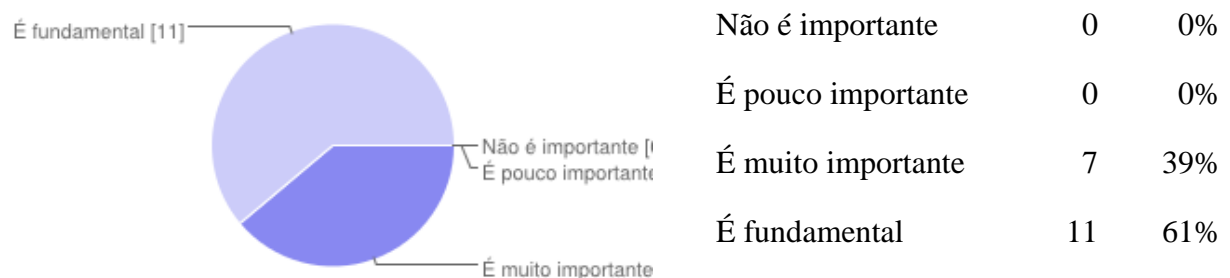 É fundamental [11]
Não é importante [
É pouco importante
É muito importante
Não é importante 0 0%
É pouco importante 0 0%
É muito importante 7 39%
É fundamental 11 61%